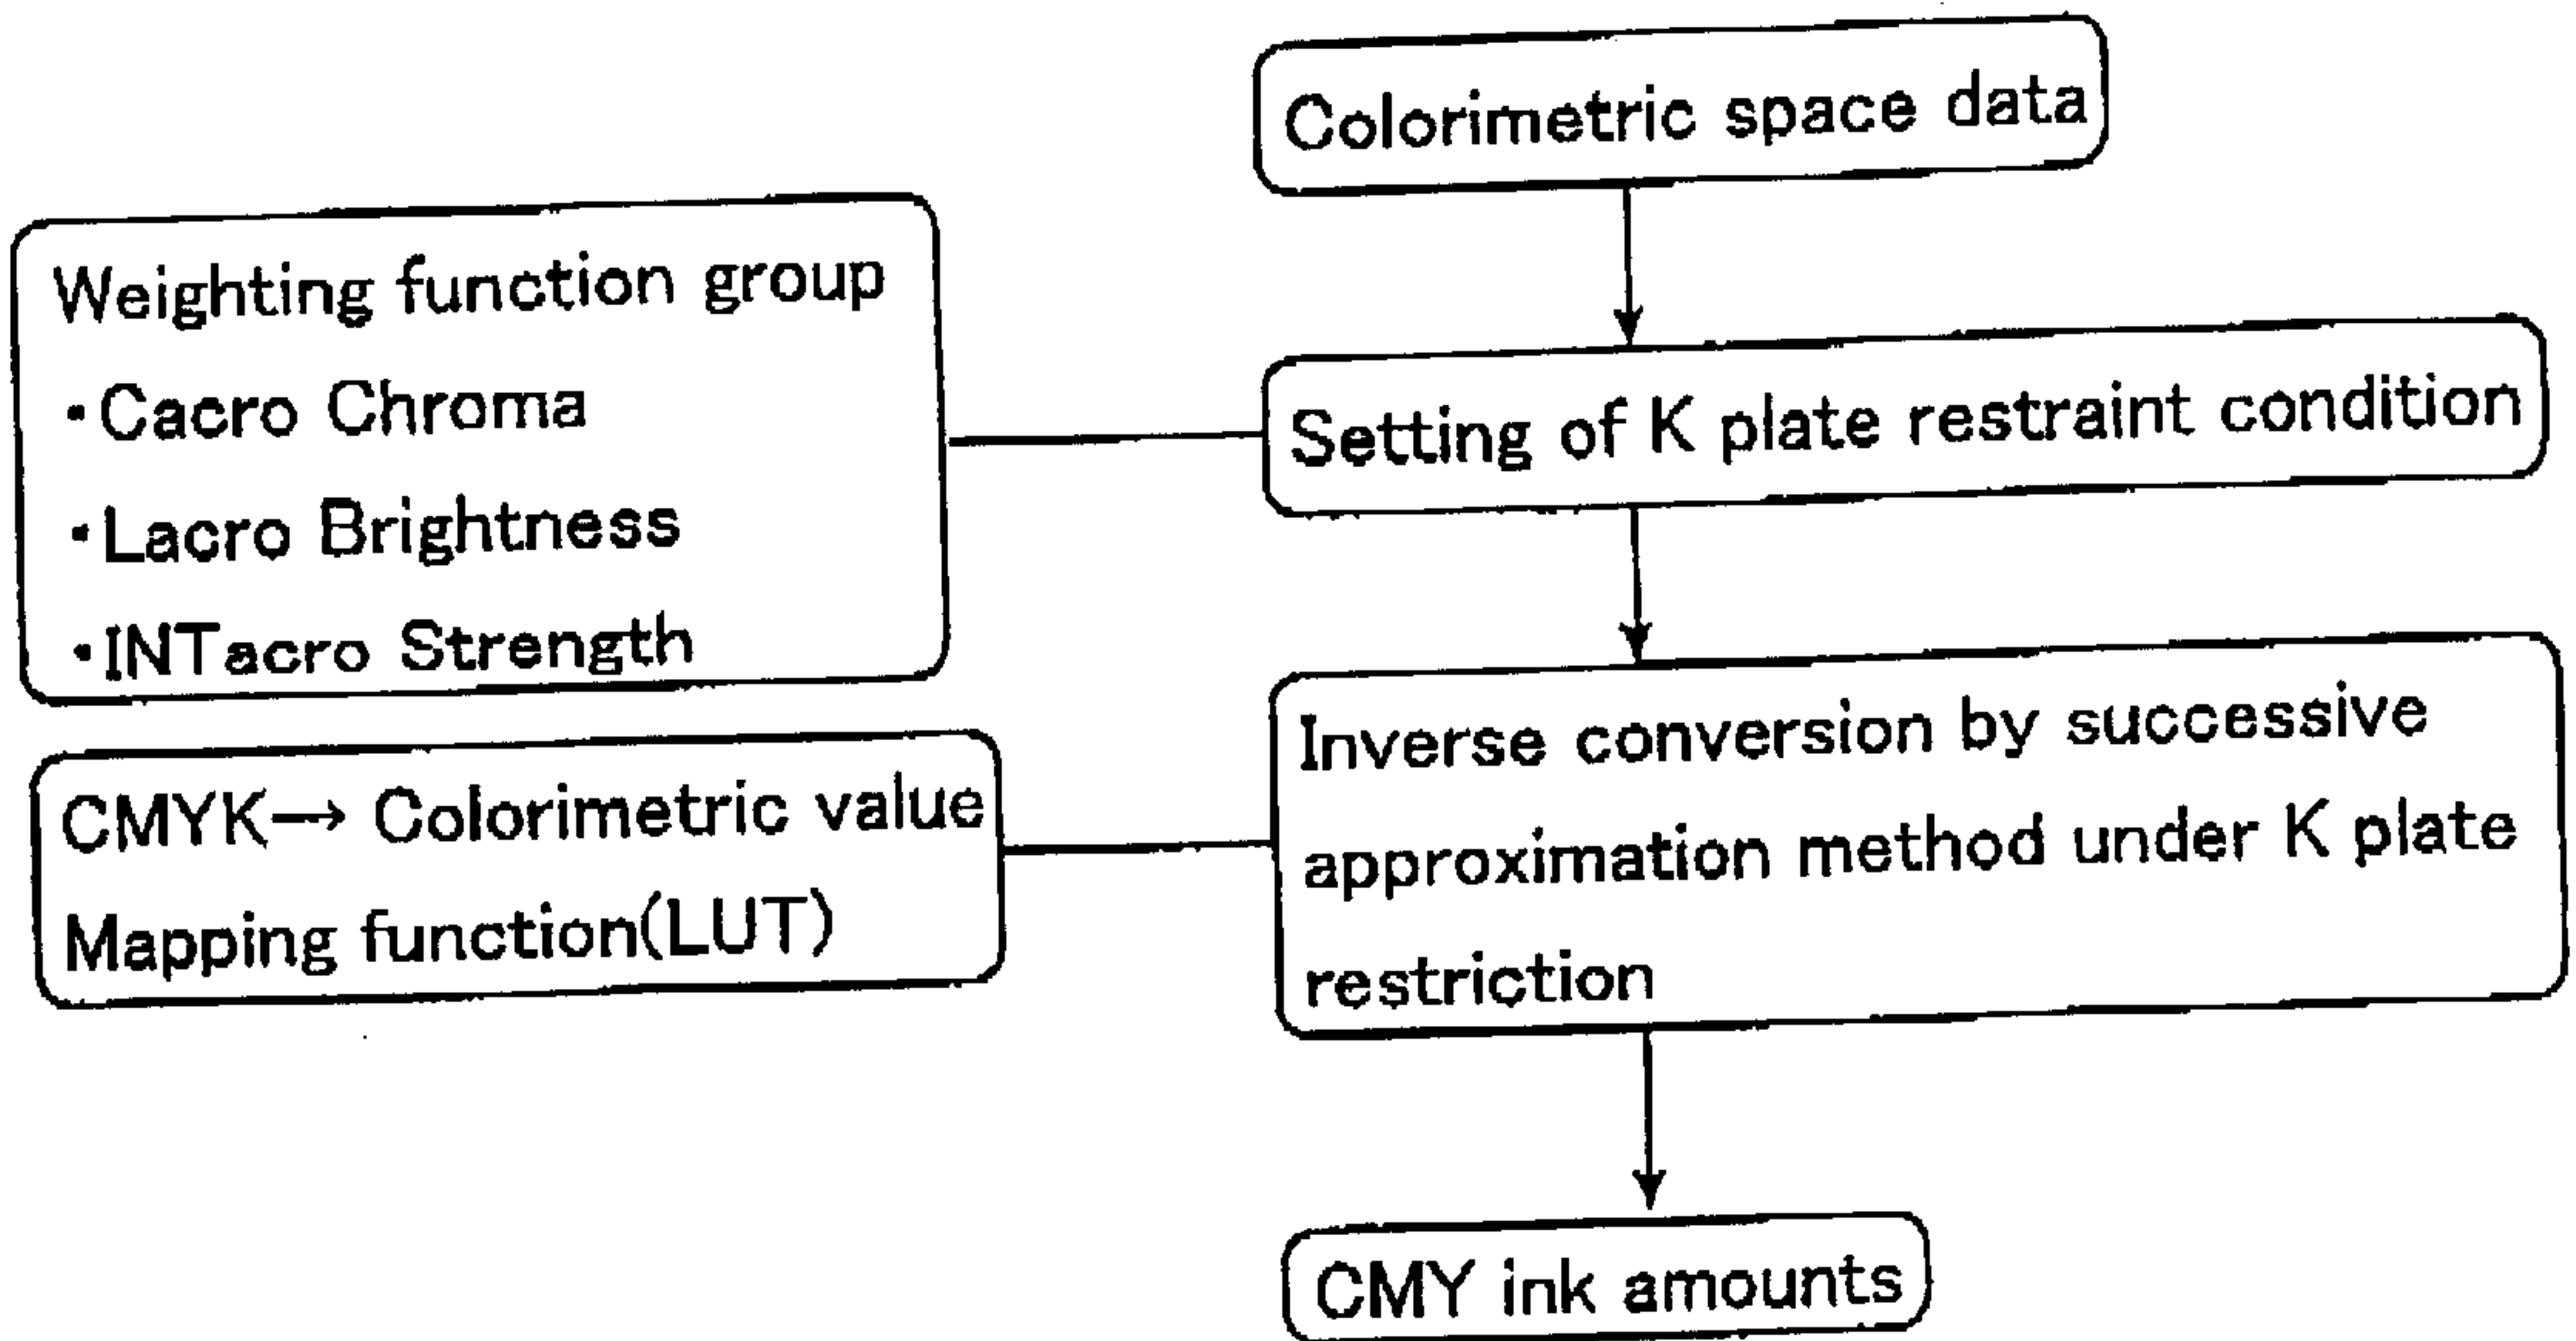 Colorimetric space data
Weighting function group
・Cacro Chroma
・Lacro Brightness
・INTacro Strength
Setting of K plate restraint condition
CMYK→ Colorimetric value
Mapping function(LUT)
Inverse conversion by successive
approximation method under K plate
restriction
CMY ink amounts